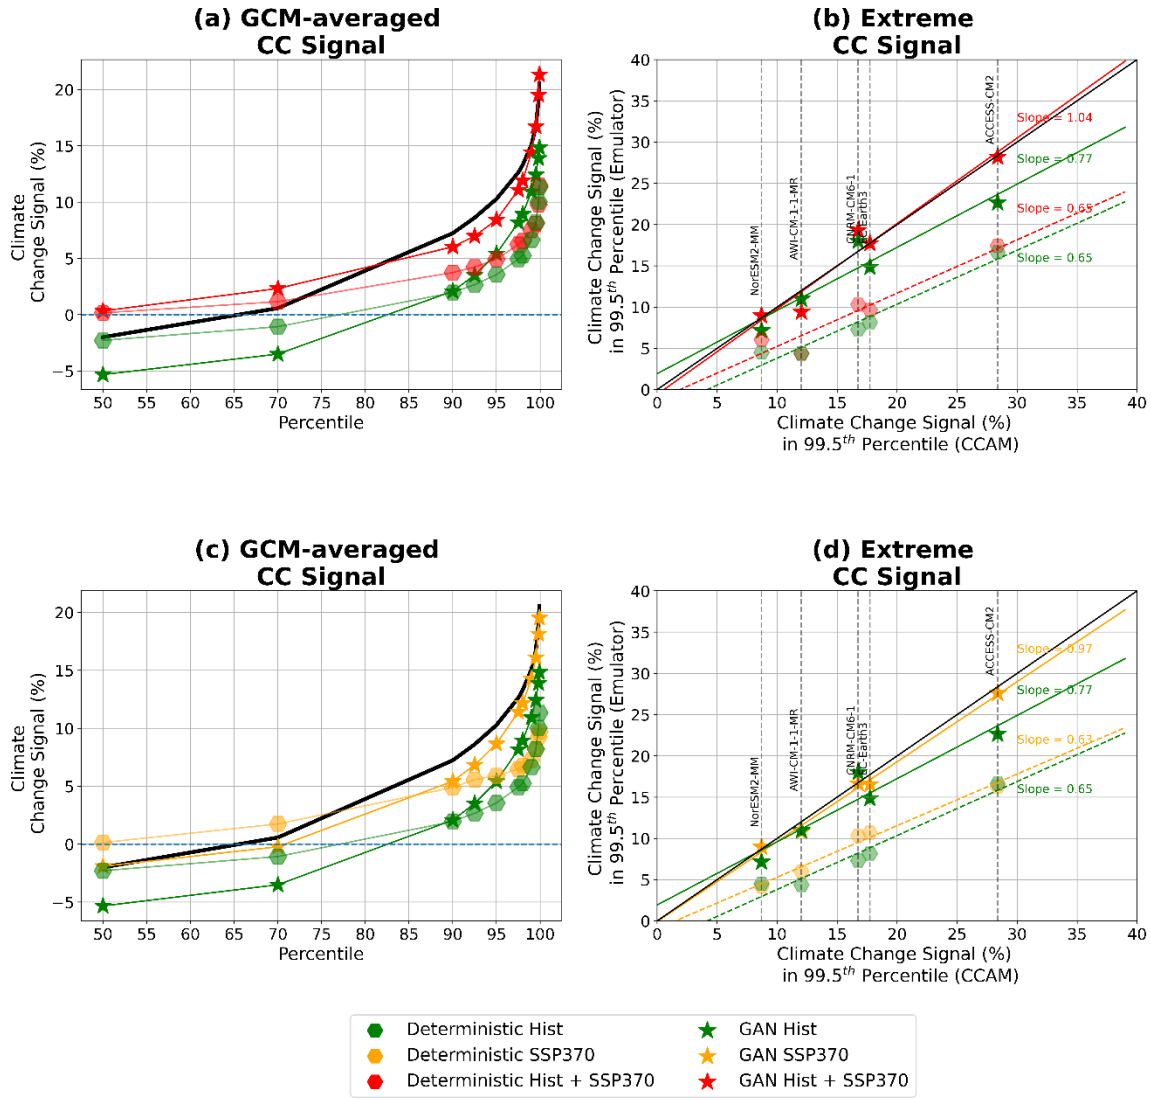 (a) GCM-averaged
CC Signal
Climate
Change Signal (%)
20
15
10
5
0
−5
50 55 60 65 70 75 80 85 90 95 100
Percentile
(b) Extreme
CC Signal
Climate Change Signal (%)
in 99.5th Percentile (Emulator)
40
35
30
25
20
15
10
5
0
NorESM2-MM
AWI-CM-1-1-MR
CNRM-CM6-1
EC-Earth3
ACCESS-CM2
Slope = 1.04
Slope = 0.77
Slope = 0.65
Slope = 0.65
0 5 10 15 20 25 30 35 40
Climate Change Signal (%)
in 99.5th Percentile (CCAM)
(c) GCM-averaged
CC Signal
Climate
Change Signal (%)
20
15
10
5
0
−5
50 55 60 65 70 75 80 85 90 95 100
Percentile
(d) Extreme
CC Signal
Climate Change Signal (%)
in 99.5th Percentile (Emulator)
40
35
30
25
20
15
10
5
0
NorESM2-MM
AWI-CM-1-1-MR
CNRM-CM6-1
EC-Earth3
ACCESS-CM2
Slope = 0.97
Slope = 0.77
Slope = 0.63
Slope = 0.65
0 5 10 15 20 25 30 35 40
Climate Change Signal (%)
in 99.5th Percentile (CCAM)
Deterministic Hist
Deterministic SSP370
Deterministic Hist + SSP370
GAN Hist
GAN SSP370
GAN Hist + SSP370